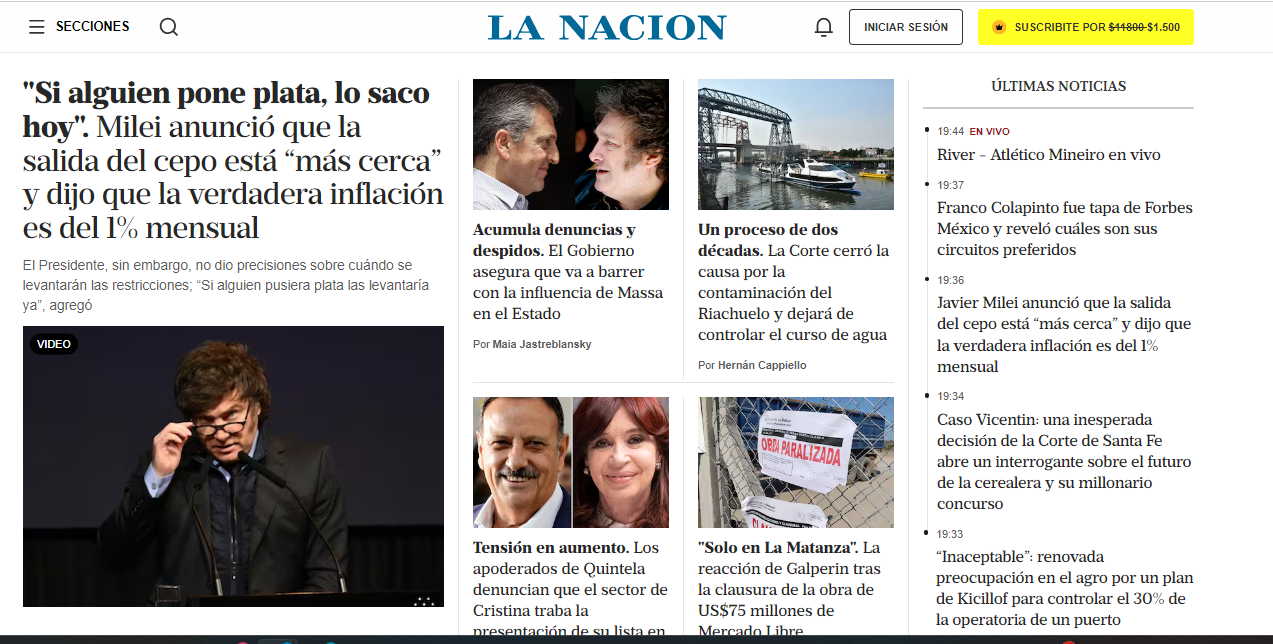 SECCIONES
LA NACION
INICIAR SESIÓN
SUSCRIBITE POR $11800 $1.500
"Si alguien pone plata, lo saco
hoy". Milei anunció que la
salida del cepo está “más cerca”
y dijo que la verdadera inflación
es del 1% mensual
El Presidente, sin embargo, no dio precisiones sobre cuándo se
levantarán las restricciones; “Si alguien pusiera plata las levantaría
ya”, agregó
VIDEO
Acumula denuncias y
despidos. El Gobierno
asegura que va a barrer
con la influencia de Massa
en el Estado
Por Maia Jastreblansky
Un proceso de dos
décadas. La Corte cerró la
causa por la
contaminación del
Riachuelo y dejará de
controlar el curso de agua
Por Hernán Cappiello
Tensión en aumento. Los
apoderados de Quintela
denuncian que el sector de
Cristina traba la
presentación de su lista en
OBRA PARALIZADA
"Solo en La Matanza". La
reacción de Galperin tras
la clausura de la obra de
US$75 millones de
Mercado Libre
ÚLTIMAS NOTICIAS
19:44 EN VIVO
River - Atlético Mineiro en vivo
19:37
Franco Colapinto fue tapa de Forbes
México y reveló cuáles son sus
circuitos preferidos
19:36
Javier Milei anunció que la salida
del cepo está “más cerca” y dijo que
la verdadera inflación es del 1%
mensual
19:34
Caso Vicentin: una inesperada
decisión de la Corte de Santa Fe
abre un interrogante sobre el futuro
de la cerealera y su millonario
concurso
19:33
“Inaceptable”: renovada
preocupación en el agro por un plan
de Kicillof para controlar el 30% de
la operatoria de un puerto